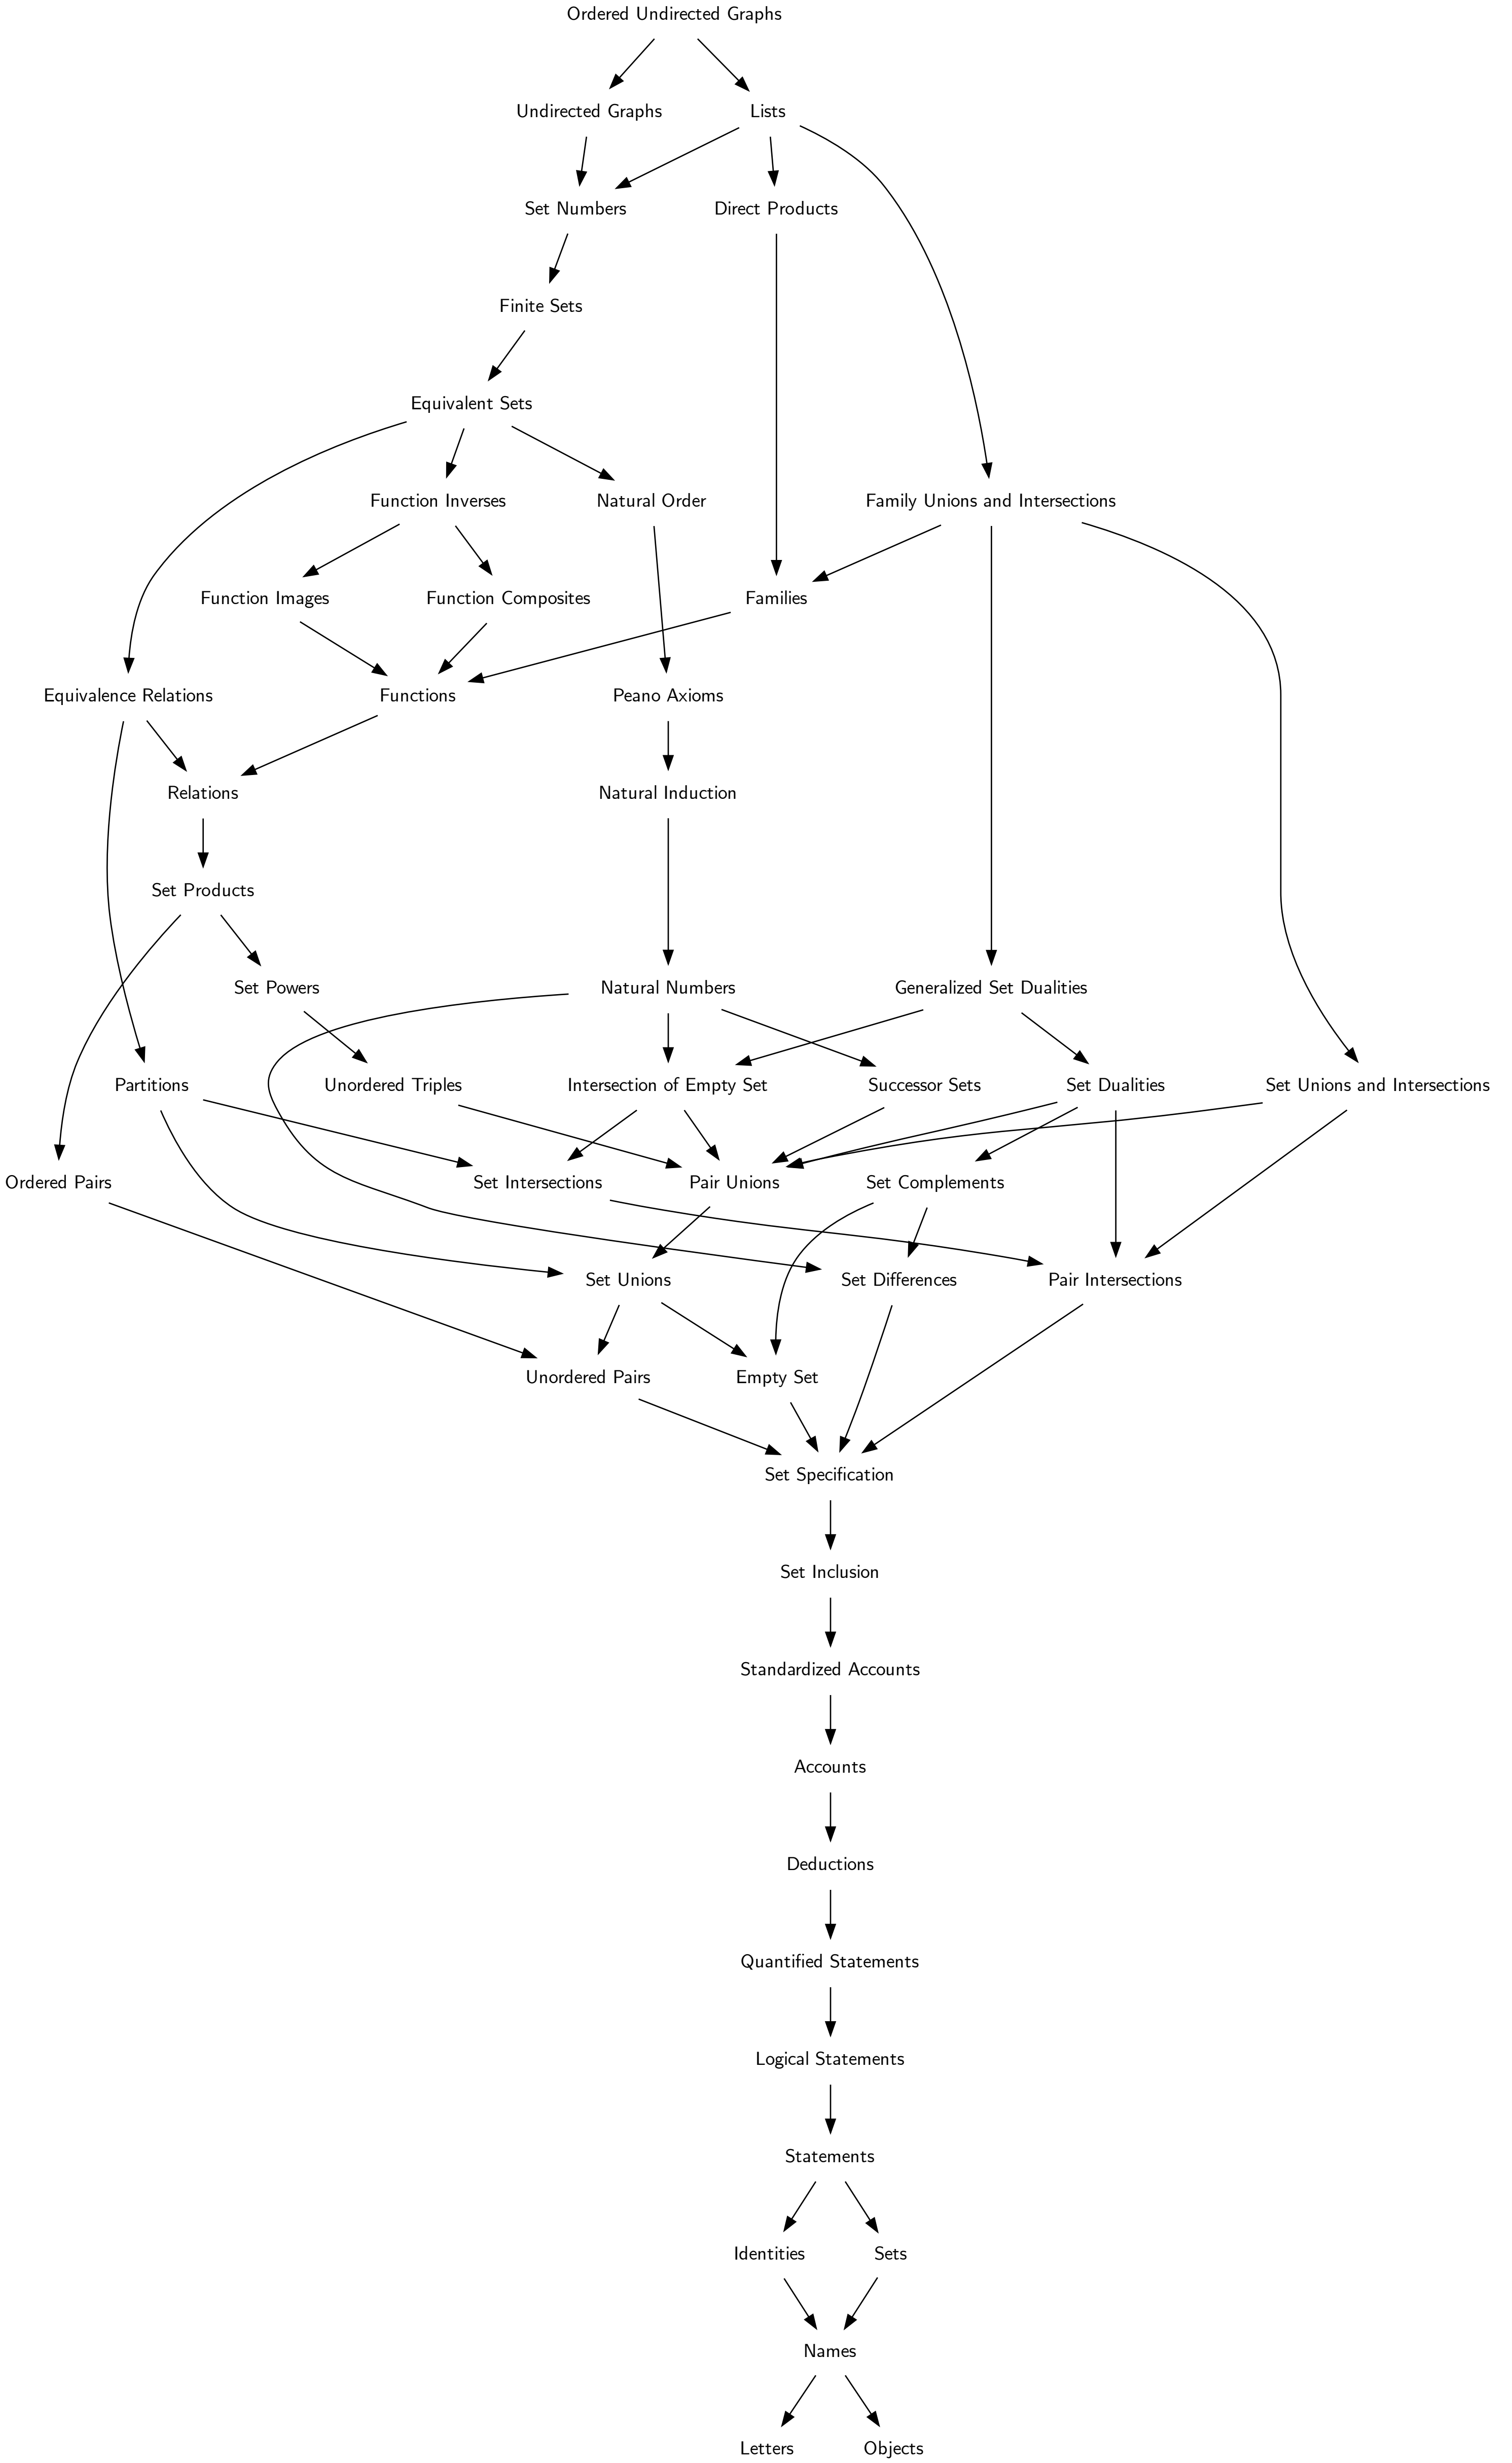 Ordered Undirected Graphs
Undirected Graphs
Lists
Set Numbers
Direct Products
Finite Sets
Equivalent Sets
Function Inverses
Natural Order
Family Unions and Intersections
Function Images
Function Composites
Families
Equivalence Relations
Functions
Peano Axioms
Relations
Natural Induction
Set Products
Set Powers
Natural Numbers
Generalized Set Dualities
Partitions
Unordered Triples
Intersection of Empty Set
Successor Sets
Set Dualities
Set Unions and Intersections
Ordered Pairs
Set Intersections
Pair Unions
Set Complements
Set Unions
Set Differences
Pair Intersections
Unordered Pairs
Empty Set
Set Specification
Set Inclusion
Standardized Accounts
Accounts
Deductions
Quantified Statements
Logical Statements
Statements
Identities
Sets
Names
Letters
Objects